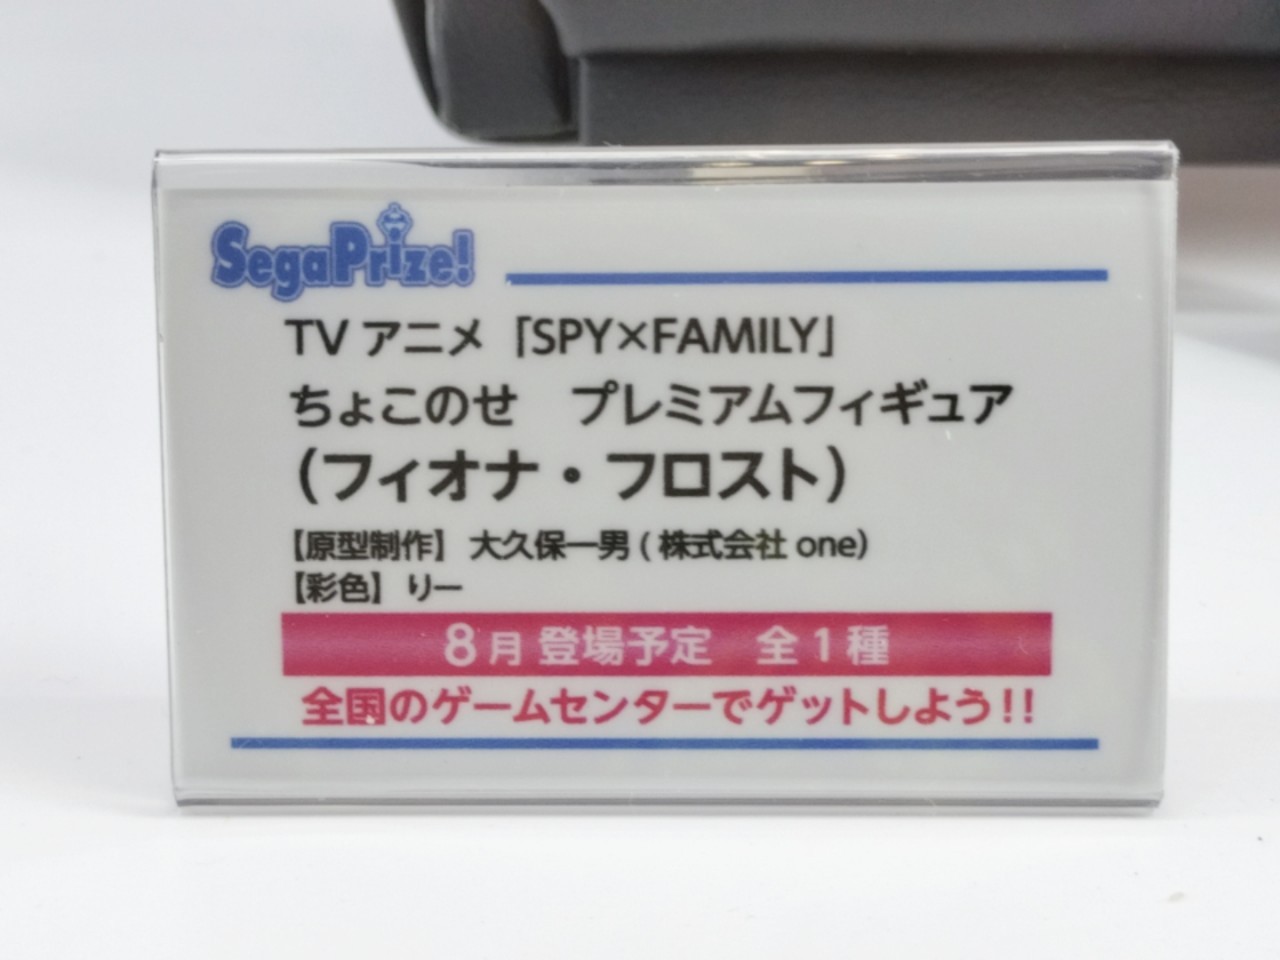 SegaPrize!
TVアニメ「SPY×FAMILY」
ちょこのせ　プレミアムフィギュア
(フィオナ・フロスト)
【原型制作】 大久保一男 (株式会社 one)
【彩色】 りー
8月 登場予定　全1種
全国のゲームセンターでゲットしよう!!